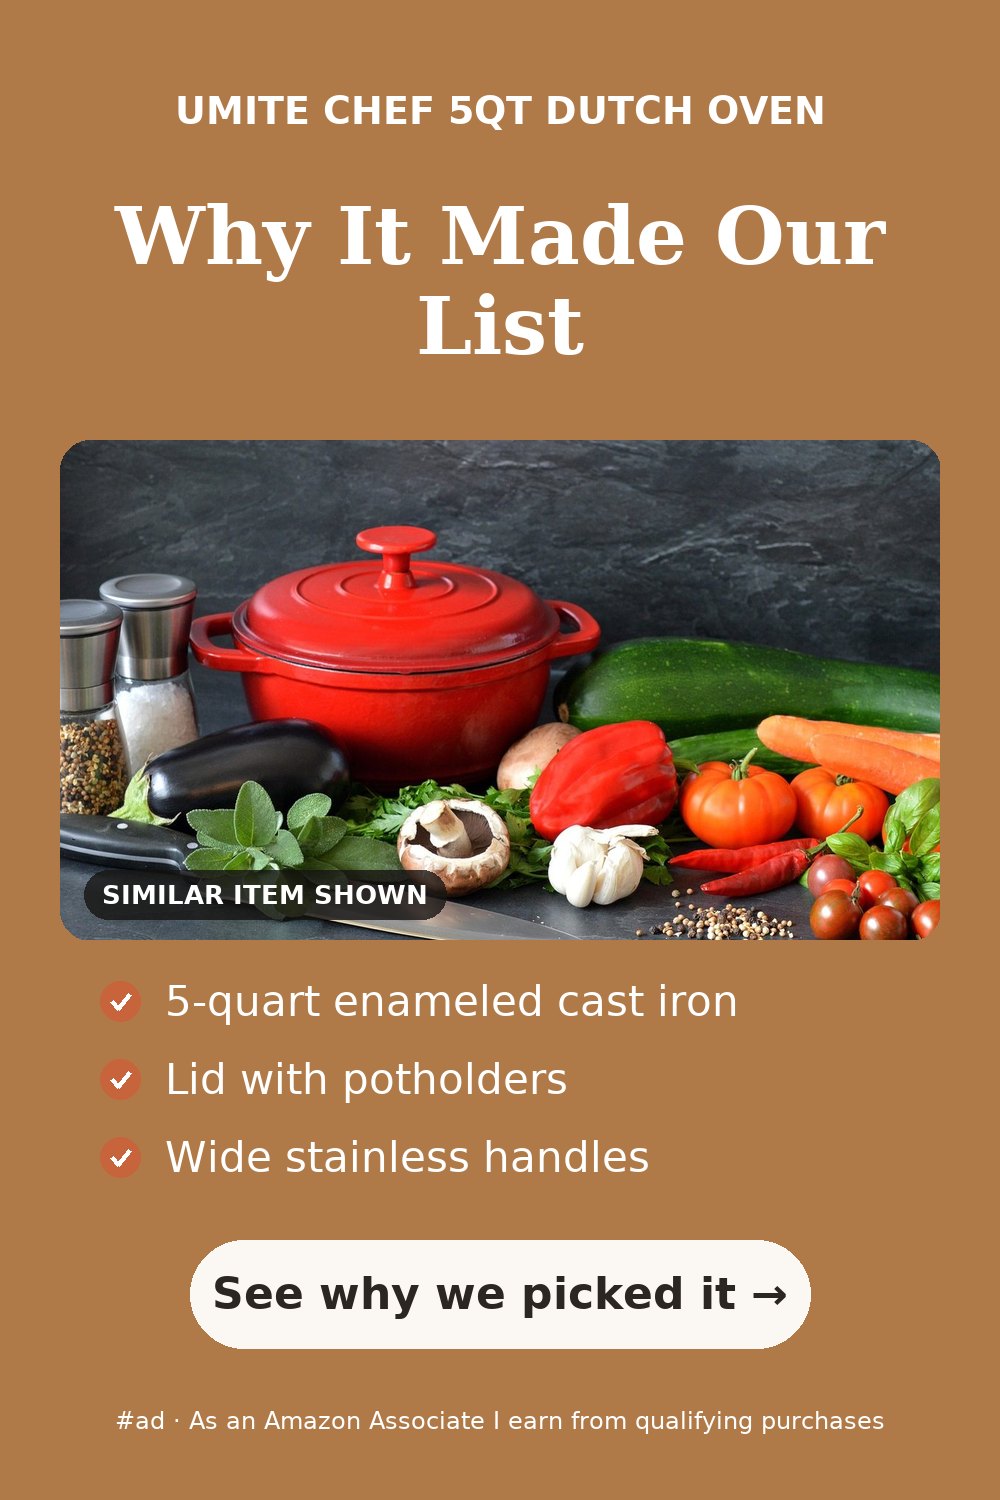 UMITE CHEF 5QT DUTCH OVEN
Why It Made Our
List
SIMILAR ITEM SHOWN
5-quart enameled cast iron
Lid with potholders
Wide stainless handles
See why we picked it →
#ad · As an Amazon Associate I earn from qualifying purchases